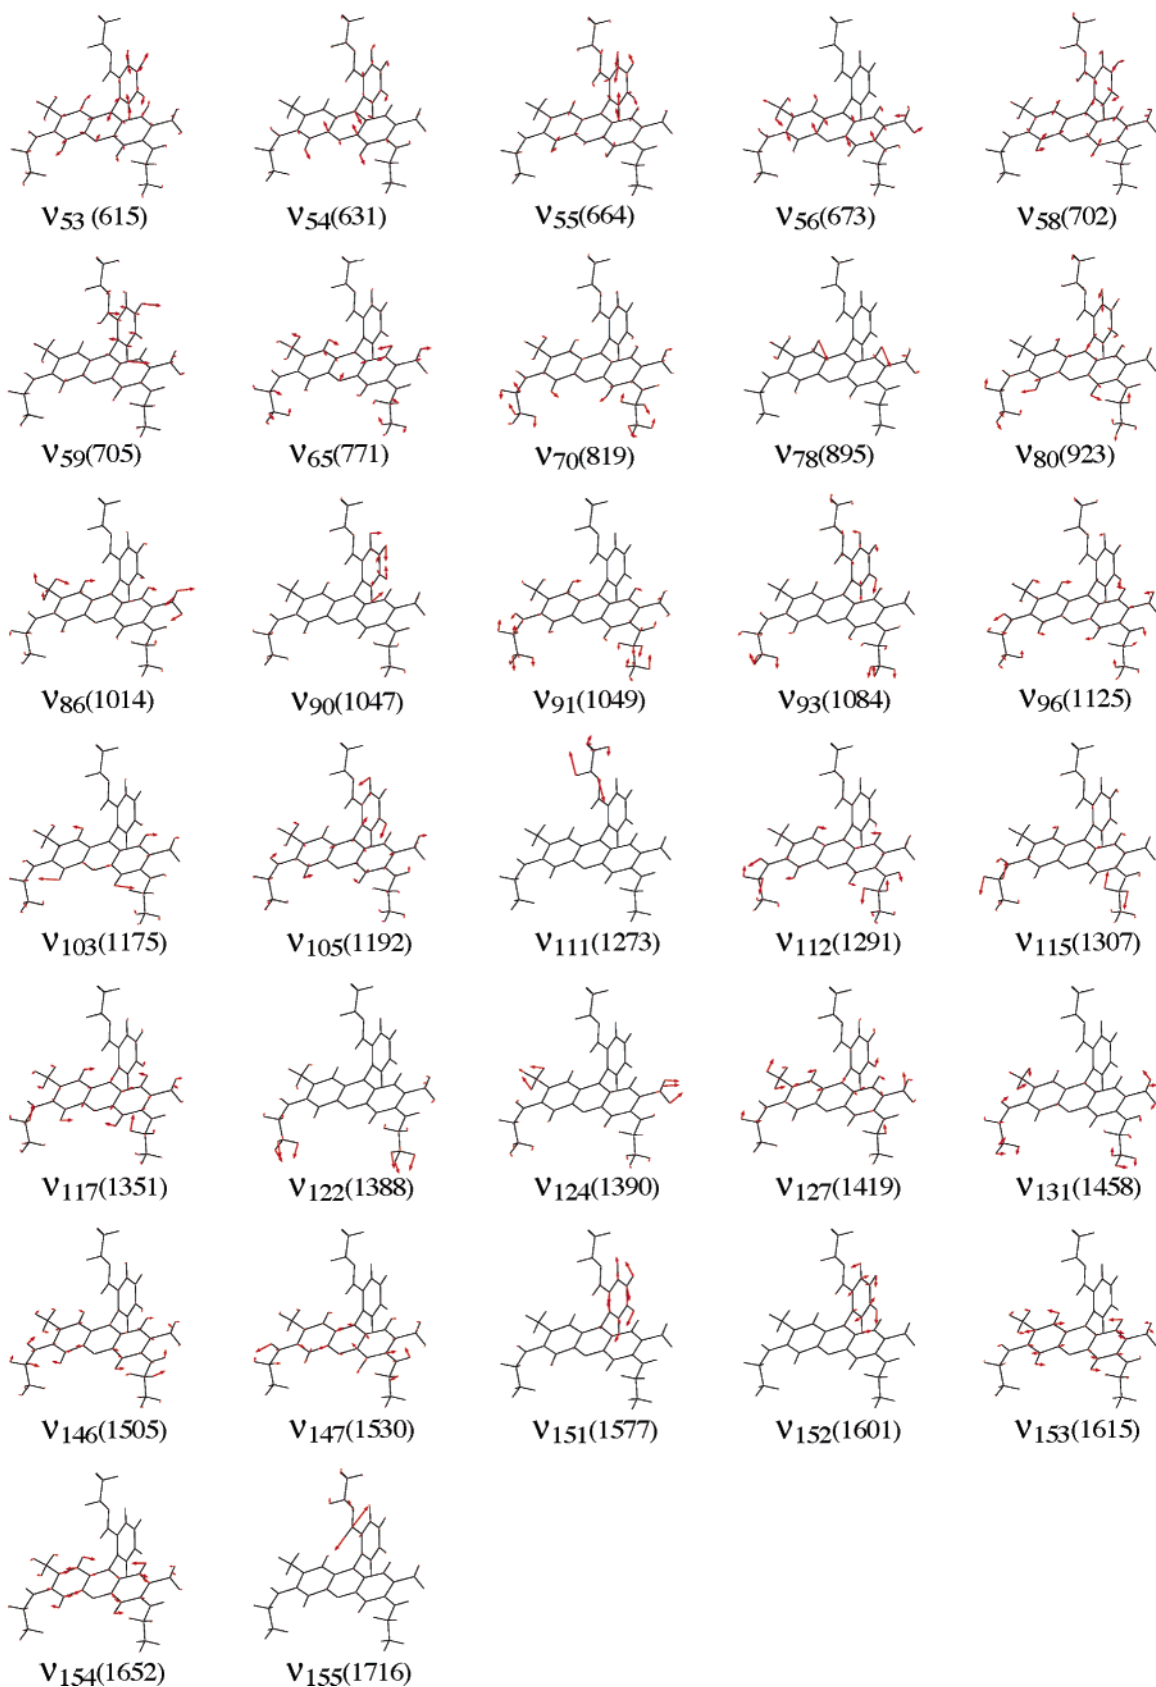 ν53 (615) ν54(631) ν55(664) ν56(673) ν58(702)
ν59(705) ν65(771) ν70(819) ν78(895) ν80(923)
ν86(1014) ν90(1047) ν91(1049) ν93(1084) ν96(1125)
ν103(1175) ν105(1192) ν111(1273) ν112(1291) ν115(1307)
ν117(1351) ν122(1388) ν124(1390) ν127(1419) ν131(1458)
ν146(1505) ν147(1530) ν151(1577) ν152(1601) ν153(1615)
ν154(1652) ν155(1716)